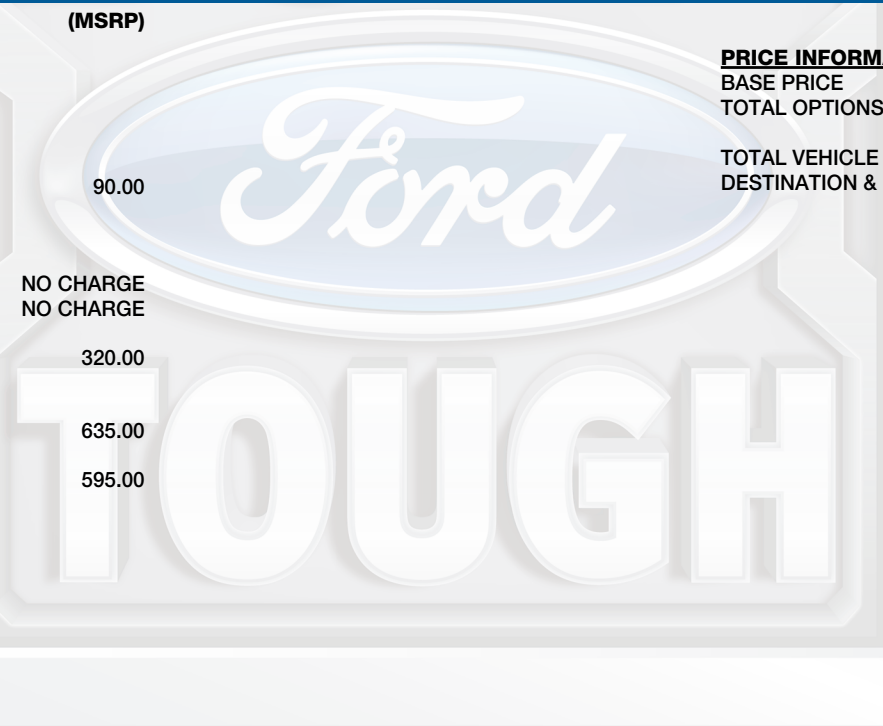 (MSRP)
90.00
NO CHARGE
NO CHARGE
320.00
635.00
595.00
PRICE INFORMA
BASE PRICE
TOTAL OPTIONS
TOTAL VEHICLE
DESTINATION &
Ford
TOUGH